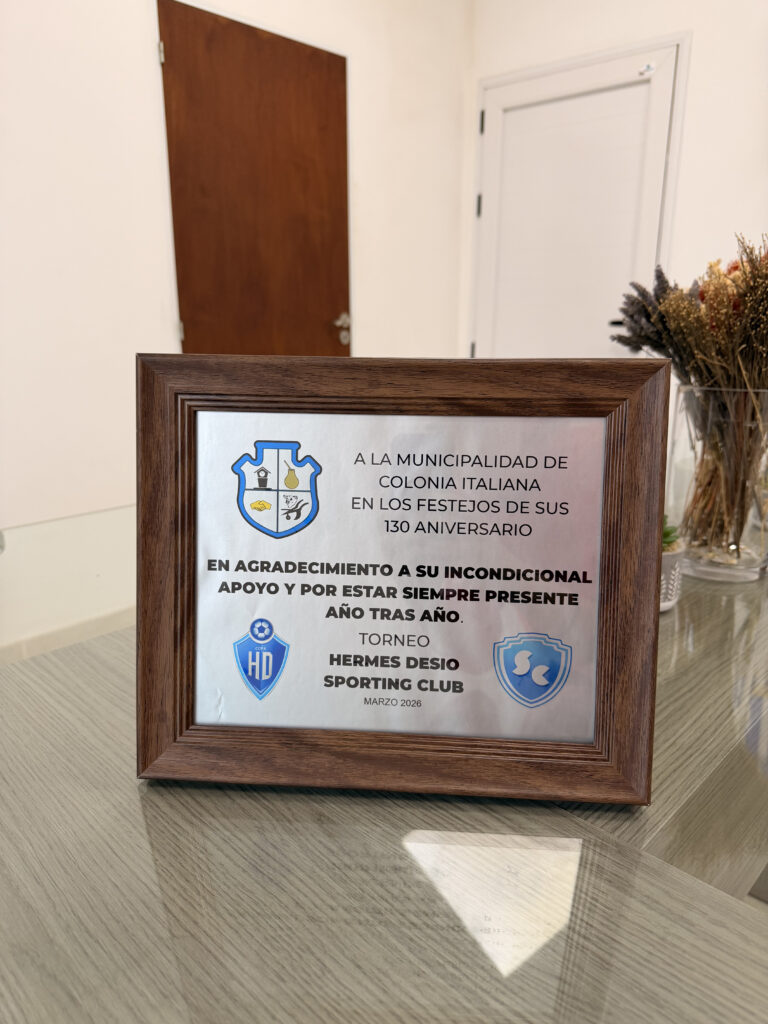 A LA MUNICIPALIDAD DE
COLONIA ITALIANA
EN LOS FESTEJOS DE SUS
130 ANIVERSARIO
EN AGRADECIMIENTO A SU INCONDICIONAL
APOYO Y POR ESTAR SIEMPRE PRESENTE
AÑO TRAS AÑO.
TORNEO
HERMES DESIO
SPORTING CLUB
MARZO 2026
COPA
HD
SC